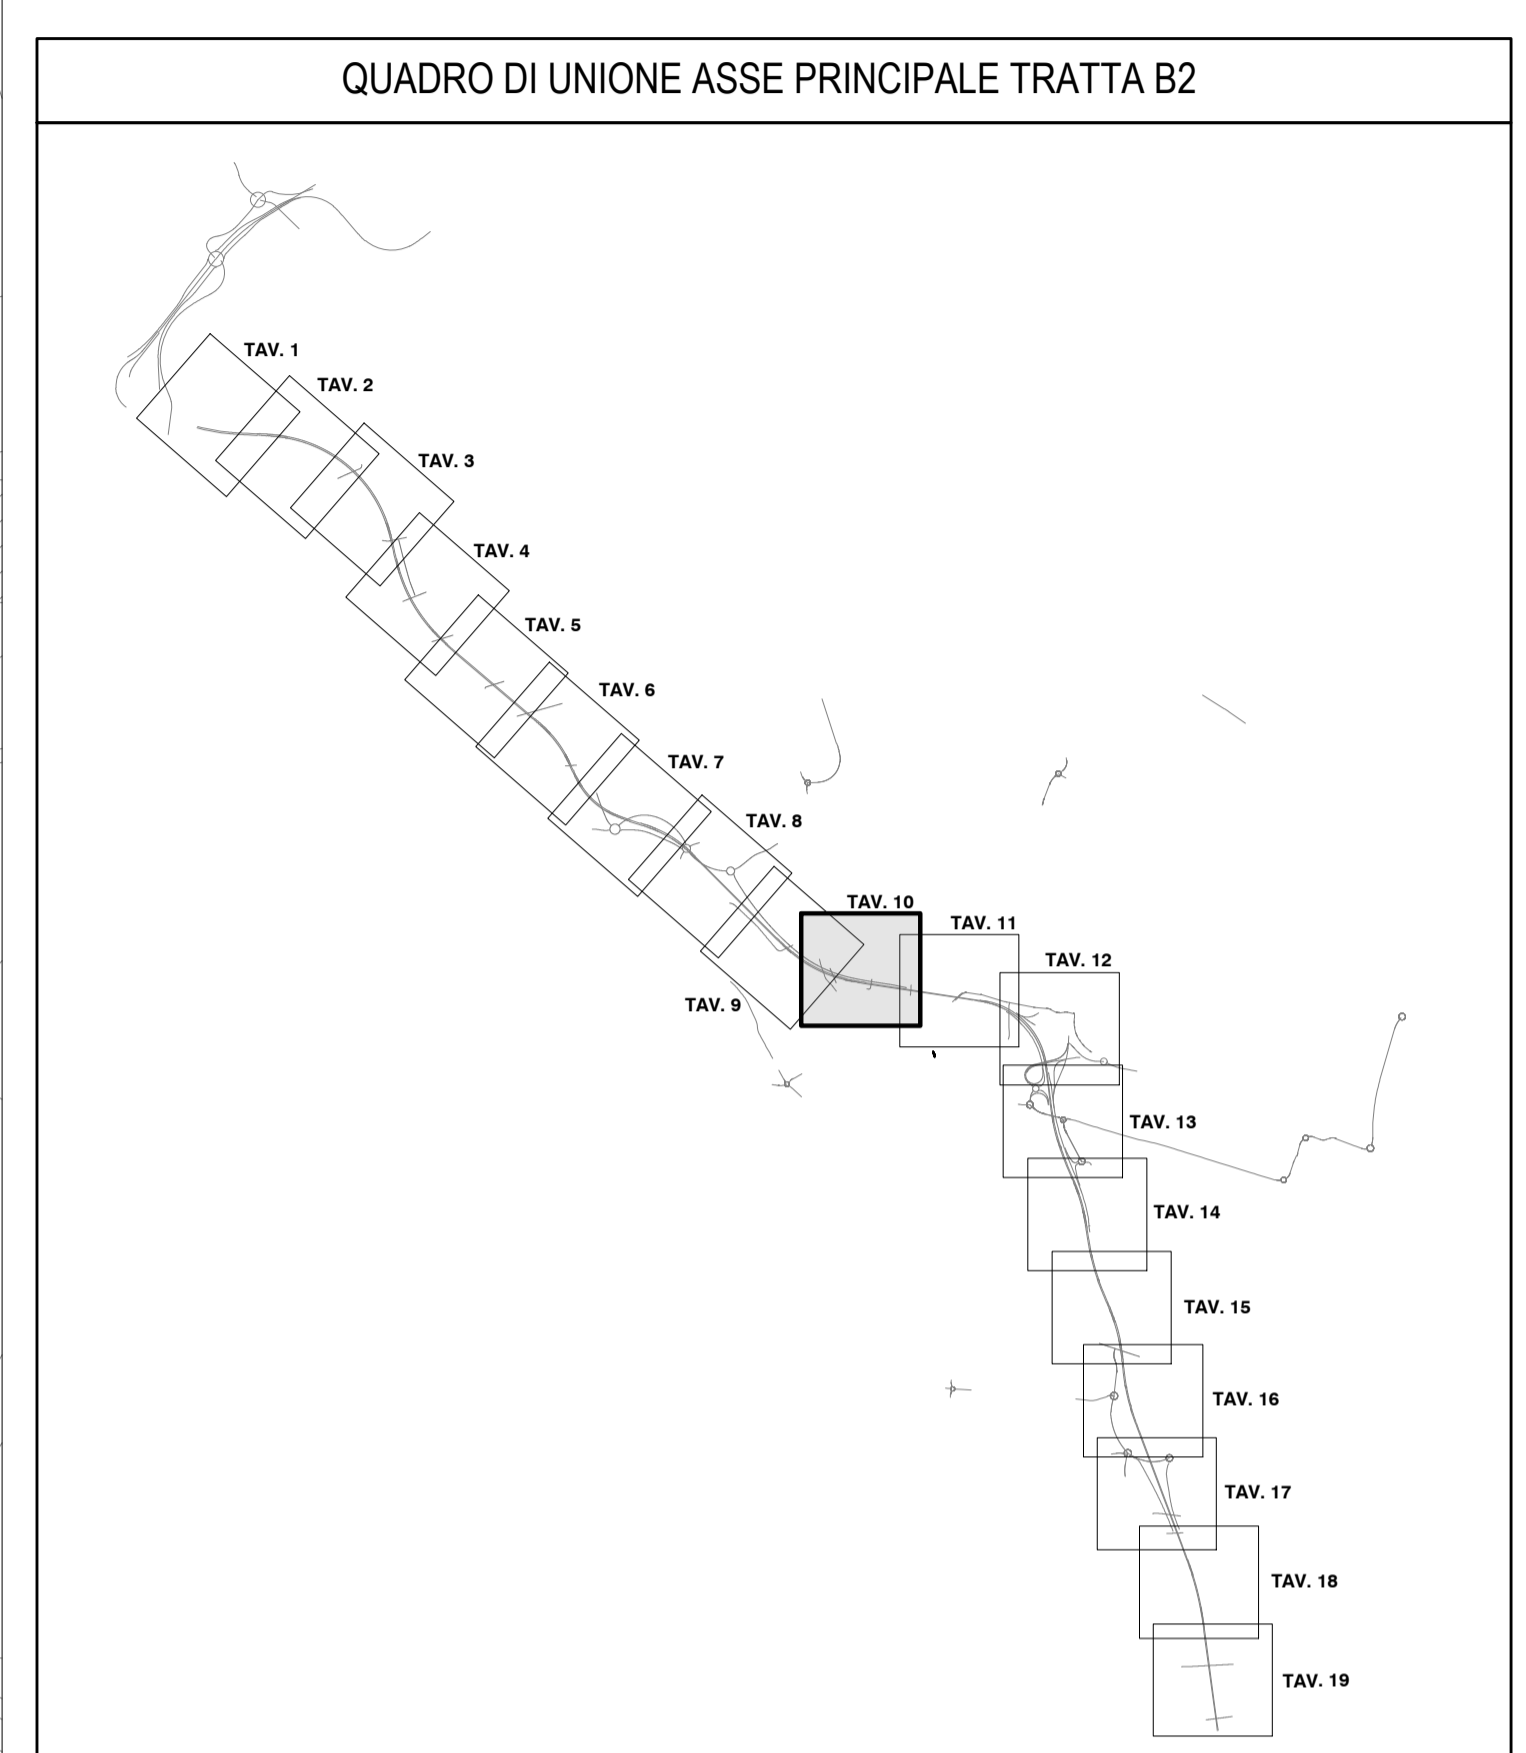 QUADRO DI UNIONE ASSE PRINCIPALE TRATTA B2
TAV. 1
TAV. 2
TAV. 3
TAV. 4
TAV. 5
TAV. 6
TAV. 7
TAV. 8
TAV. 10
TAV. 11
TAV. 12
TAV. 9
TAV. 13
TAV. 14
TAV. 15
TAV. 16
TAV. 17
TAV. 18
TAV. 19